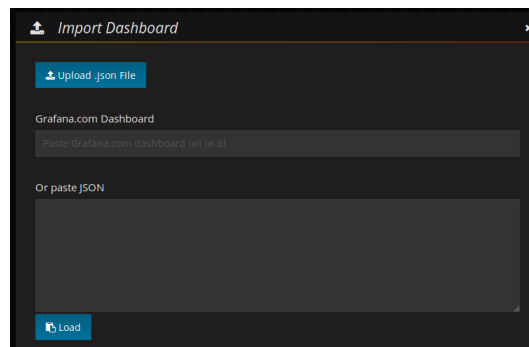 Import Dashboard
Upload .json File
Grafana.com Dashboard
Paste Grafana.com dashboard url or id
Or paste JSON
Load